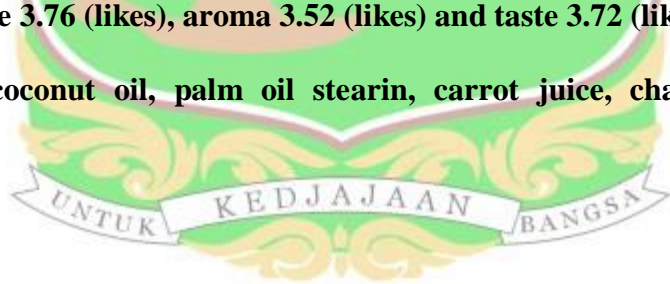 e 3.76 (likes), aroma 3.52 (likes) and taste 3.72 (lik
coconut oil, palm oil stearin, carrot juice, cha
UNTUK KEDJAJAAN BANGSA